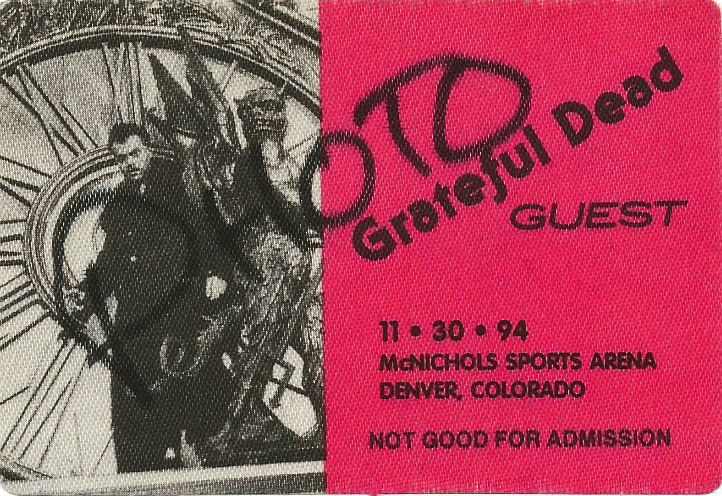 PHOTO
Grateful Dead
GUEST
11 • 30 • 94
McNICHOLS SPORTS ARENA
DENVER, COLORADO
NOT GOOD FOR ADMISSION